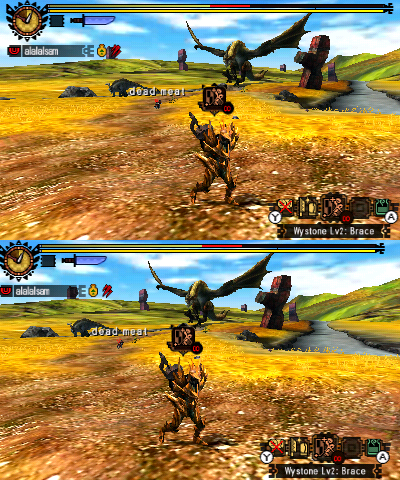 alalalsam
dead meat
Y
A
Wystone Lv2: Brace
alalalsam
dead meat
Y
A
Wystone Lv2: Brace